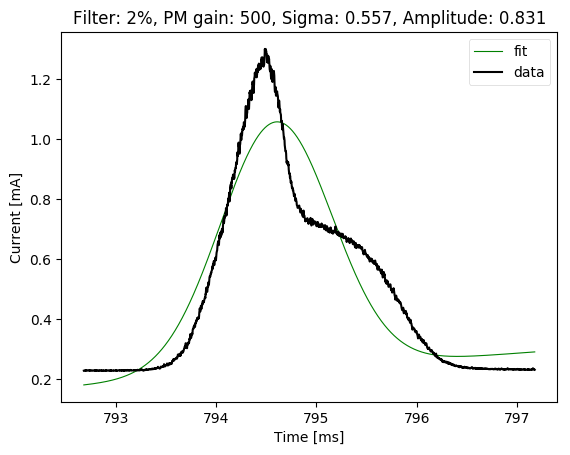 Filter: 2%, PM gain: 500, Sigma: 0.557, Amplitude: 0.831
fit
data
1.2
1.0
0.8
0.6
0.4
0.2
Current [mA]
793
794
795
796
797
Time [ms]